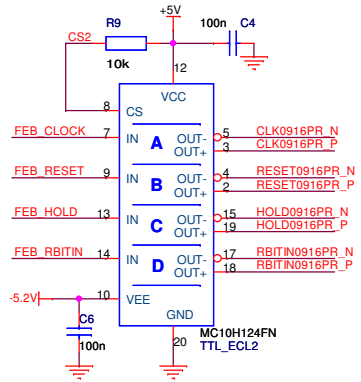 +5V
CS2
R9
100n
C4
10k
12
VCC
8
CS
FEB_CLOCK
7
IN
A
OUT-
5
CLK0916PR_N
OUT+
3
CLK0916PR_P
FEB_RESET
9
IN
B
OUT-
4
RESET0916PR_N
OUT+
2
RESET0916PR_P
FEB_HOLD
13
IN
C
OUT-
15
HOLD0916PR_N
OUT+
19
HOLD0916PR_P
FEB_RBITIN
14
IN
D
OUT-
17
RBITIN0916PR_N
OUT+
18
RBITIN0916PR_P
-5.2V
10
VEE
GND
C6
100n
20
MC10H124FN
TTL_ECL2